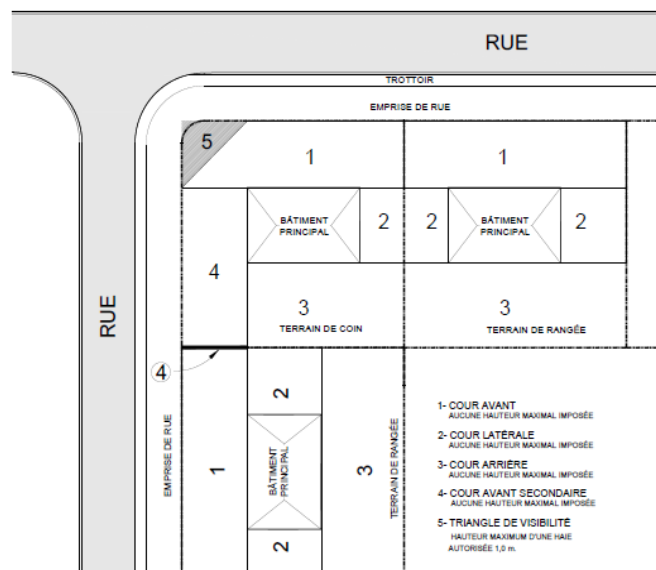 RUE
TROTTOIR
EMPRISE DE RUE
5
1
1
BÂTIMENT
PRINCIPAL
2
2
BÂTIMENT
PRINCIPAL
2
4
3
3
TERRAIN DE COIN
TERRAIN DE RANGÉE
RUE
4
EMPRISE DE RUE
1
2
BÂTIMENT
PRINCIPAL
2
3
TERRAIN DE RANGÉE
1- COUR AVANT
AUCUNE HAUTEUR MAXIMAL IMPOSÉE
2- COUR LATÉRALE
AUCUNE HAUTEUR MAXIMAL IMPOSÉE
3- COUR ARRIÈRE
AUCUNE HAUTEUR MAXIMAL IMPOSÉE
4- COUR AVANT SECONDAIRE
AUCUNE HAUTEUR MAXIMAL IMPOSÉE
5- TRIANGLE DE VISIBILITÉ
HAUTEUR MAXIMUM D'UNE HAIE
AUTORISÉE 1,0 m.